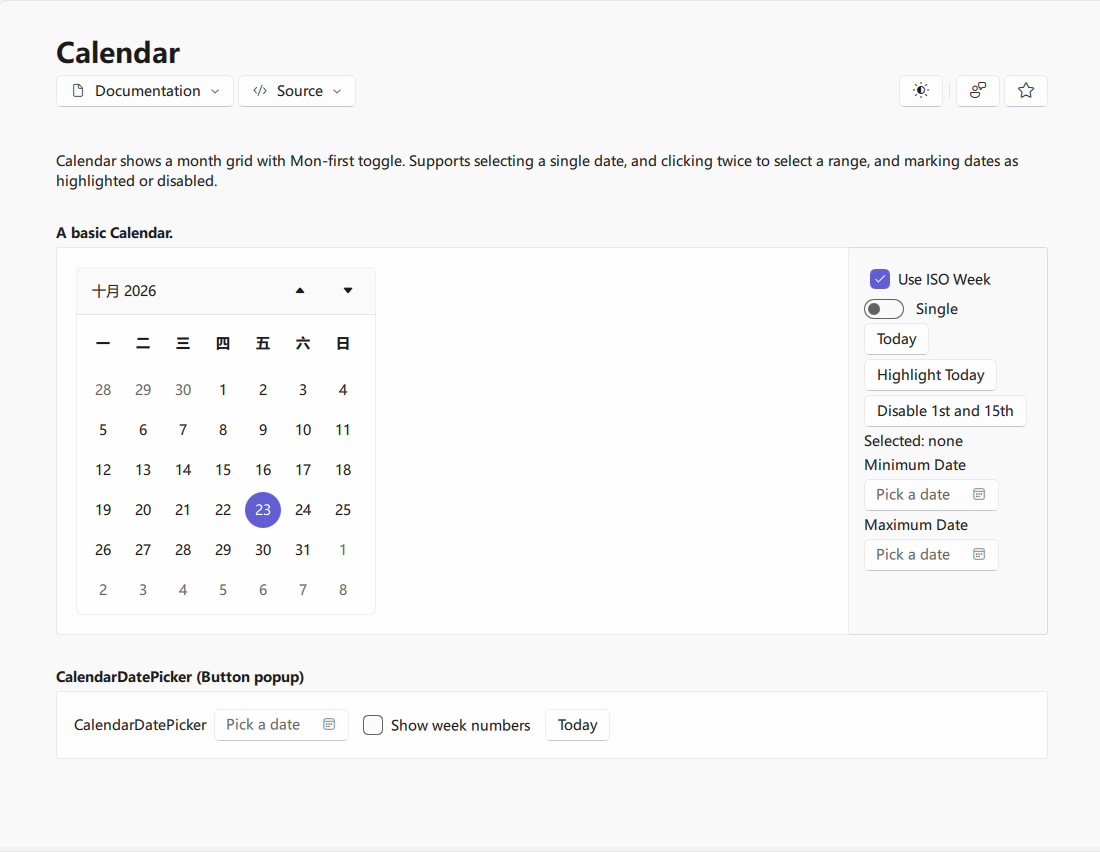 Calendar
Documentation
Source
Calendar shows a month grid with Mon-first toggle. Supports selecting a single date, and clicking twice to select a range, and marking dates as
highlighted or disabled.
A basic Calendar.
十月 2026
一 二 三 四 五 六 日
28 29 30 1 2 3 4
5 6 7 8 9 10 11
12 13 14 15 16 17 18
19 20 21 22 23 24 25
26 27 28 29 30 31 1
2 3 4 5 6 7 8
Use ISO Week
Single
Today
Highlight Today
Disable 1st and 15th
Selected: none
Minimum Date
Pick a date
Maximum Date
Pick a date
CalendarDatePicker (Button popup)
CalendarDatePicker Pick a date Show week numbers Today